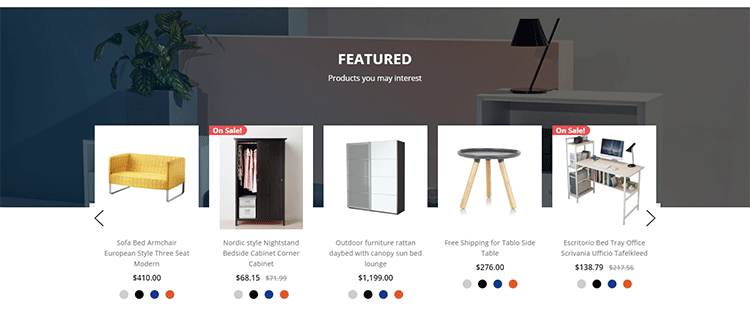 FEATURED
Products you may interest
On Sale!
On Sale!
Sofa Bed Armchair
European Style Three Seat
Modern
$410.00
Nordic style Nightstand
Bedside Cabinet Corner
Cabinet
$68.15 $71.99
Outdoor furniture rattan
daybed with canopy sun bed
lounge
$1,199.00
Free Shipping for Tablo Side
Table
$276.00
Escritorio Bed Tray Office
Scrivania Ufficio Tafelkleed
$138.79 $217.56